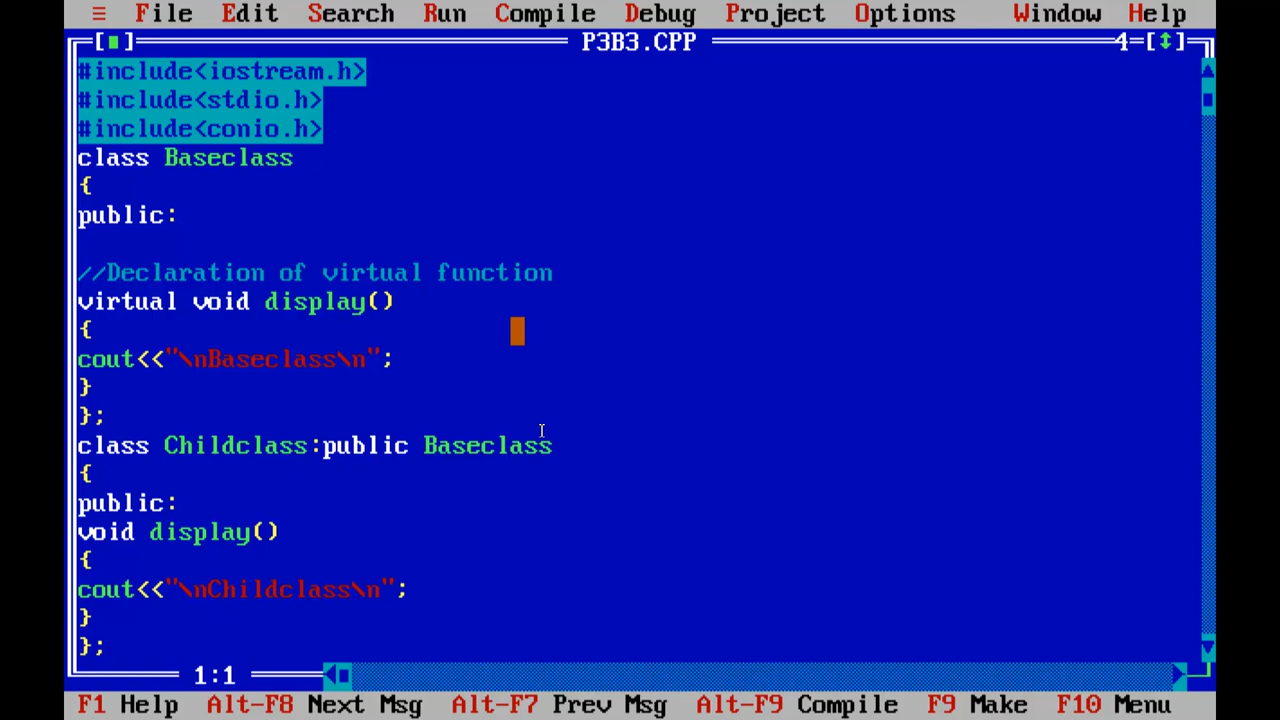 ≡ File Edit Search Run Compile Debug Project Options Window Help
[■] P3B3.CPP 4=[↕]
#include<iostream.h>
#include<stdio.h>
#include<conio.h>
class Baseclass
{
public:
//Declaration of virtual function
virtual void display()
{
cout<<"\nBaseclass\n";
}
};
class Childclass:public Baseclass
{
public:
void display()
{
cout<<"\nChildclass\n";
}
};
1:1
F1 Help Alt-F8 Next Msg Alt-F7 Prev Msg Alt-F9 Compile F9 Make F10 Menu